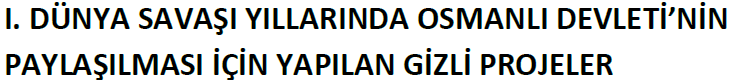 I. DÜNYA SAVAŞI YILLARINDA OSMANLI DEVLETİ’NİN
PAYLAŞILMASI İÇİN YAPILAN GİZLİ PROJELER